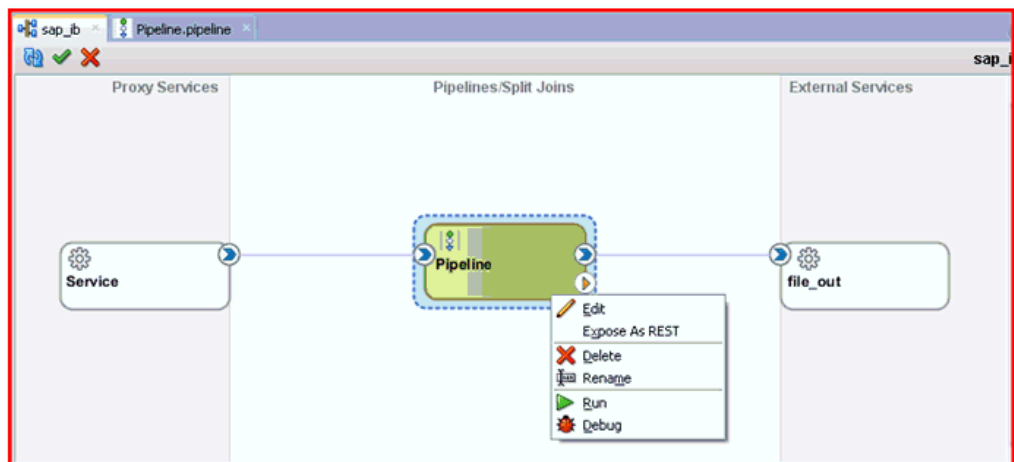 sap_ib
Pipeline.pipeline
sap_i
Proxy Services
Pipelines/Split Joins
External Services
Service
Pipeline
file_out
Edit
Expose As REST
Delete
Rename
Run
Debug